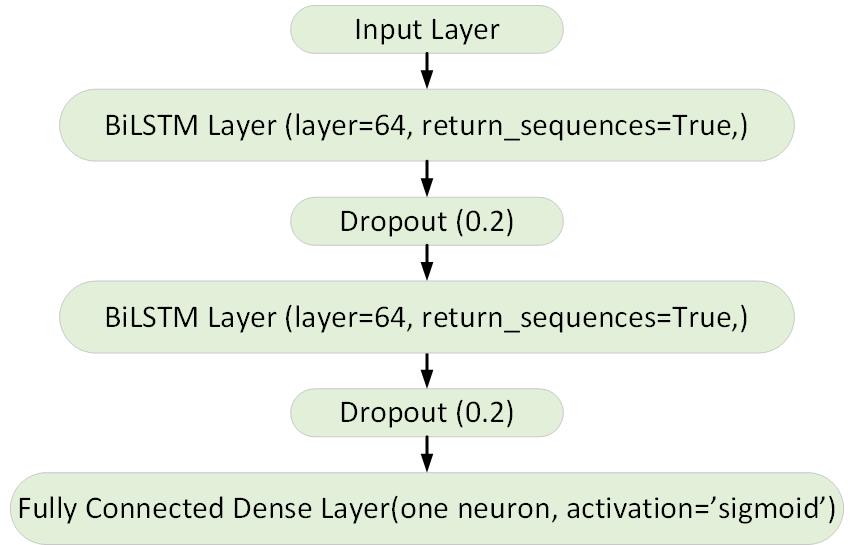 Input Layer
BiLSTM Layer (layer=64, return_sequences=True,)
Dropout (0.2)
BiLSTM Layer (layer=64, return_sequences=True,)
Dropout (0.2)
Fully Connected Dense Layer(one neuron, activation=’sigmoid’)